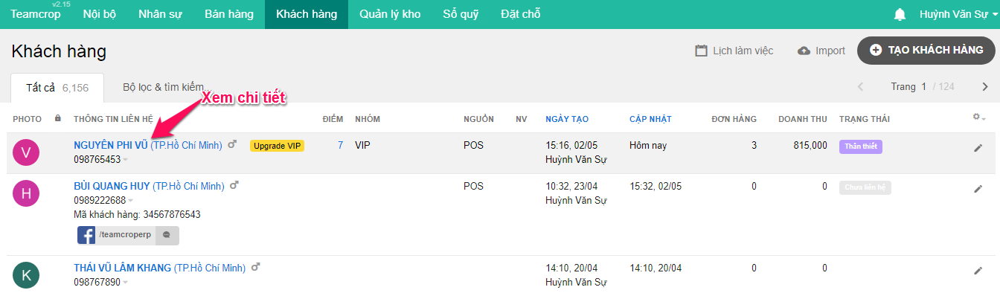 Teamcrop v2.15 Nội bộ Nhân sự Bán hàng Khách hàng Quản lý kho Sổ quỹ Đặt chỗ Huỳnh Văn Sự
Khách hàng Lịch làm việc Import TẠO KHÁCH HÀNG
Tất cả 6,156 Bộ lọc & tìm kiếm... Trang 1 / 124
Xem chi tiết
PHOTO THÔNG TIN LIÊN HỆ ĐIỂM NHÓM NGUỒN NV NGÀY TẠO CẬP NHẬT ĐƠN HÀNG DOANH THU TRẠNG THÁI
V NGUYỄN PHI VŨ (TP.Hồ Chí Minh) Upgrade VIP 7 VIP POS 15:16, 02/05 Hôm nay 3 815,000 Thân thiết
098765453 Huỳnh Văn Sự
H BÙI QUANG HUY (TP.Hồ Chí Minh) POS 10:32, 23/04 15:32, 02/05 0 0 Chưa liên hệ
0989222688 Huỳnh Văn Sự
Mã khách hàng: 34567876543
f /teamcroperp
K THÁI VŨ LÂM KHANG (TP.Hồ Chí Minh) 14:10, 20/04 14:10, 20/04 0 0
098767890 Huỳnh Văn Sự